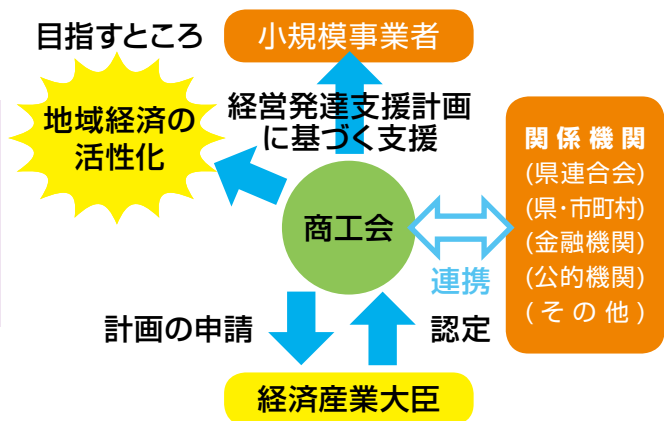 目指すところ
小規模事業者
地域経済の
活性化
経営発達支援計画
に基づく支援
商工会
連携
関係機関
(県連合会)
(県・市町村)
(金融機関)
(公的機関)
(その他)
計画の申請
認定
経済産業大臣